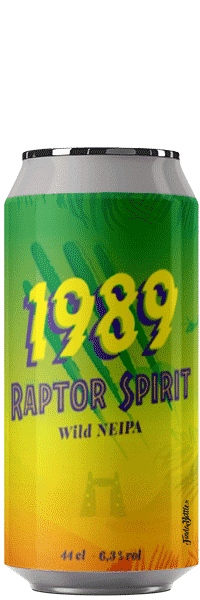 1989
RAPTOR SPIRIT
Wild NEIPA
44 cl - 6,3% vol